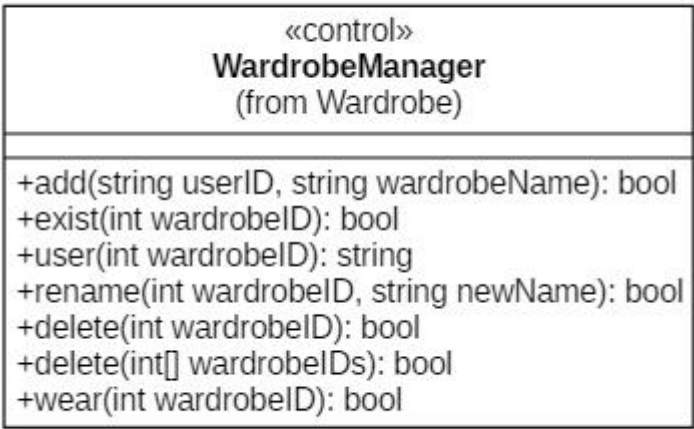 «control»
WardrobeManager
(from Wardrobe)
+add(string userID, string wardrobeName): bool
+exist(int wardrobeID): bool
+user(int wardrobeID): string
+rename(int wardrobeID, string newName): bool
+delete(int wardrobeID): bool
+delete(int[] wardrobeIDs): bool
+wear(int wardrobeID): bool